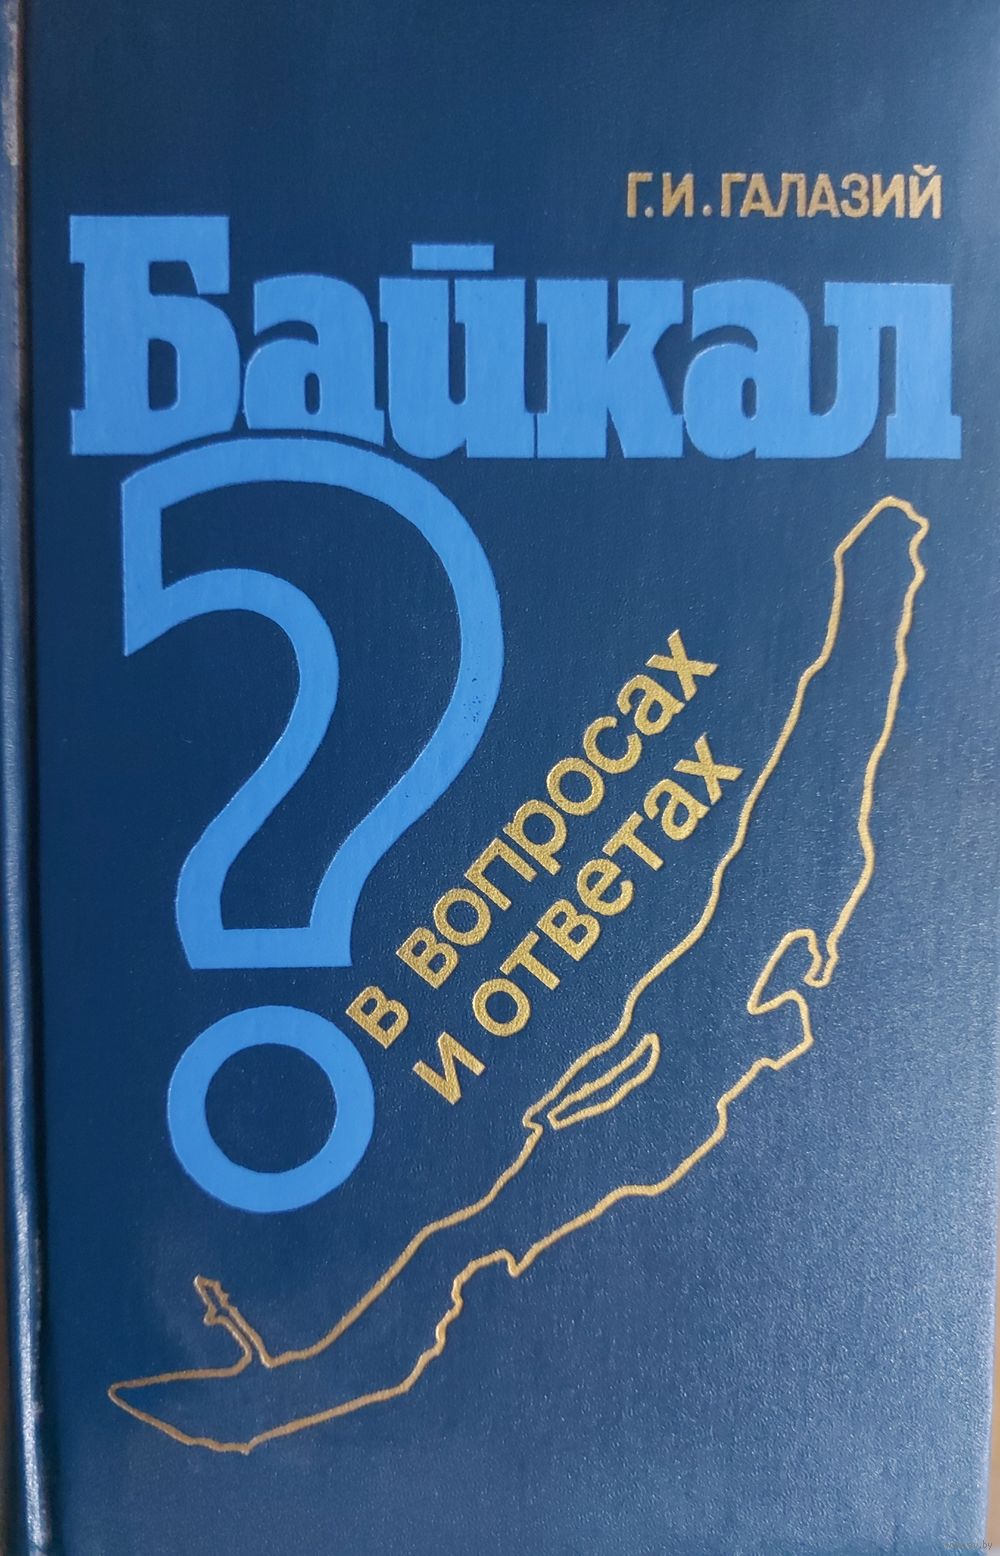 Г.И.ГАЛАЗИЙ
Байкал
?
в вопросах
и ответах